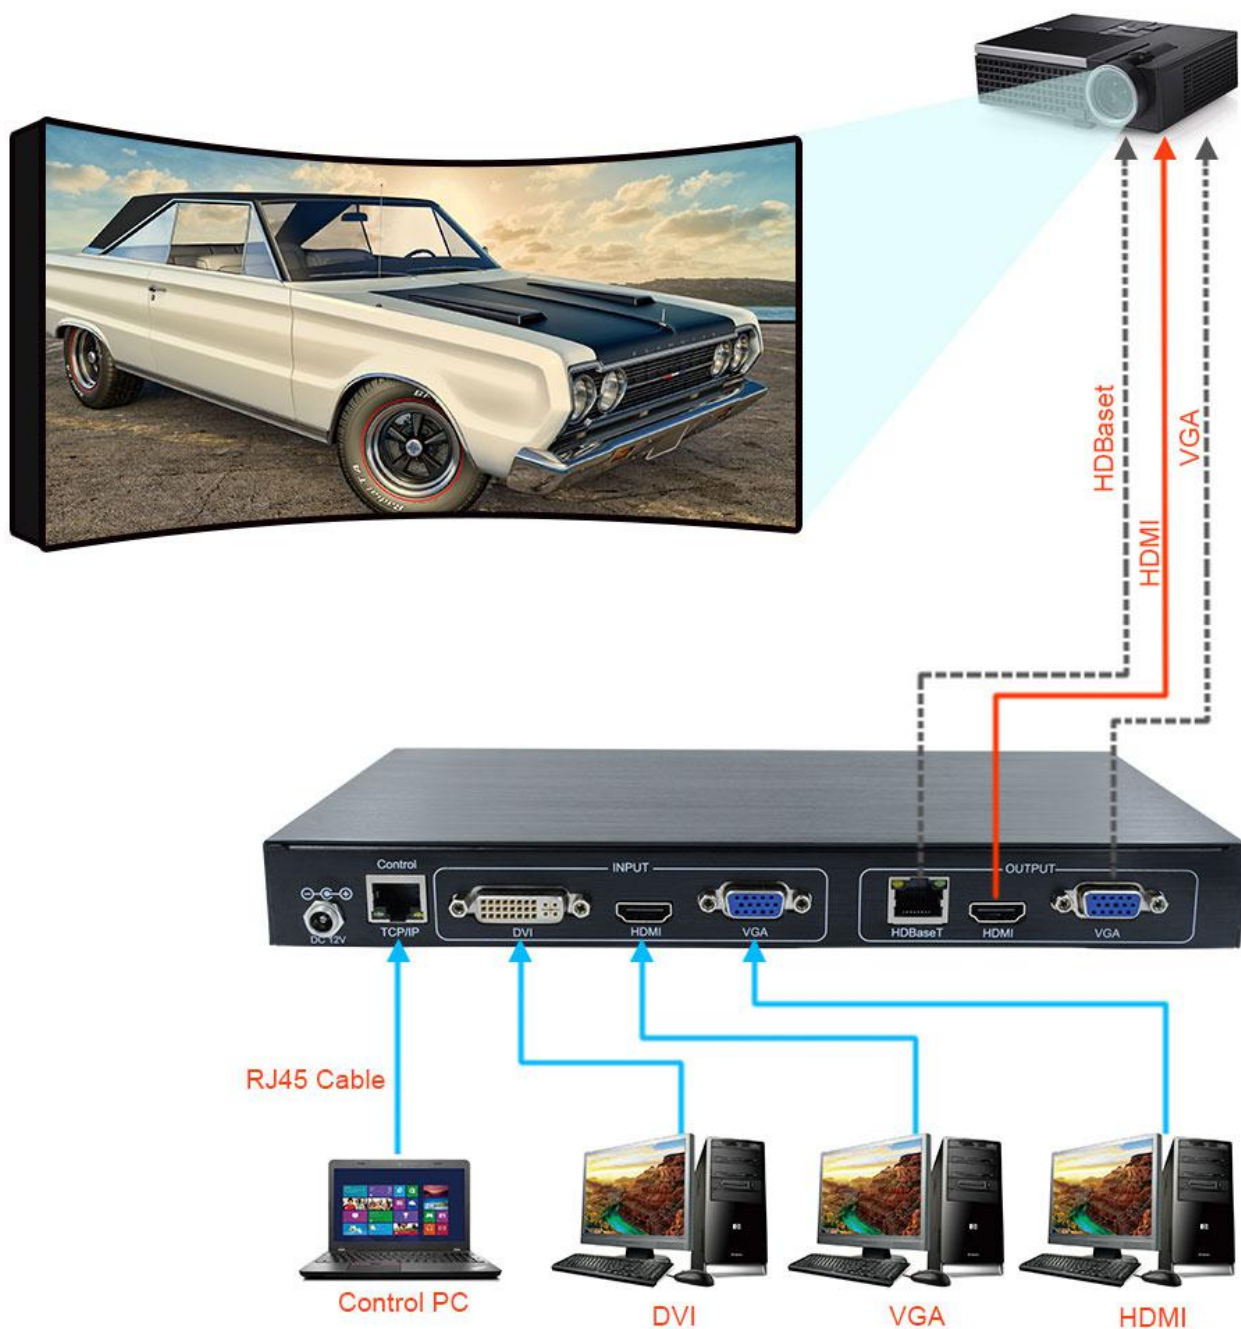 HDBaset
HDMI
VGA
Control
INPUT
OUTPUT
DC 12V
TCP/IP
DVI
HDMI
VGA
HDBaseT
HDMI
VGA
RJ45 Cable
Control PC
DVI
VGA
HDMI